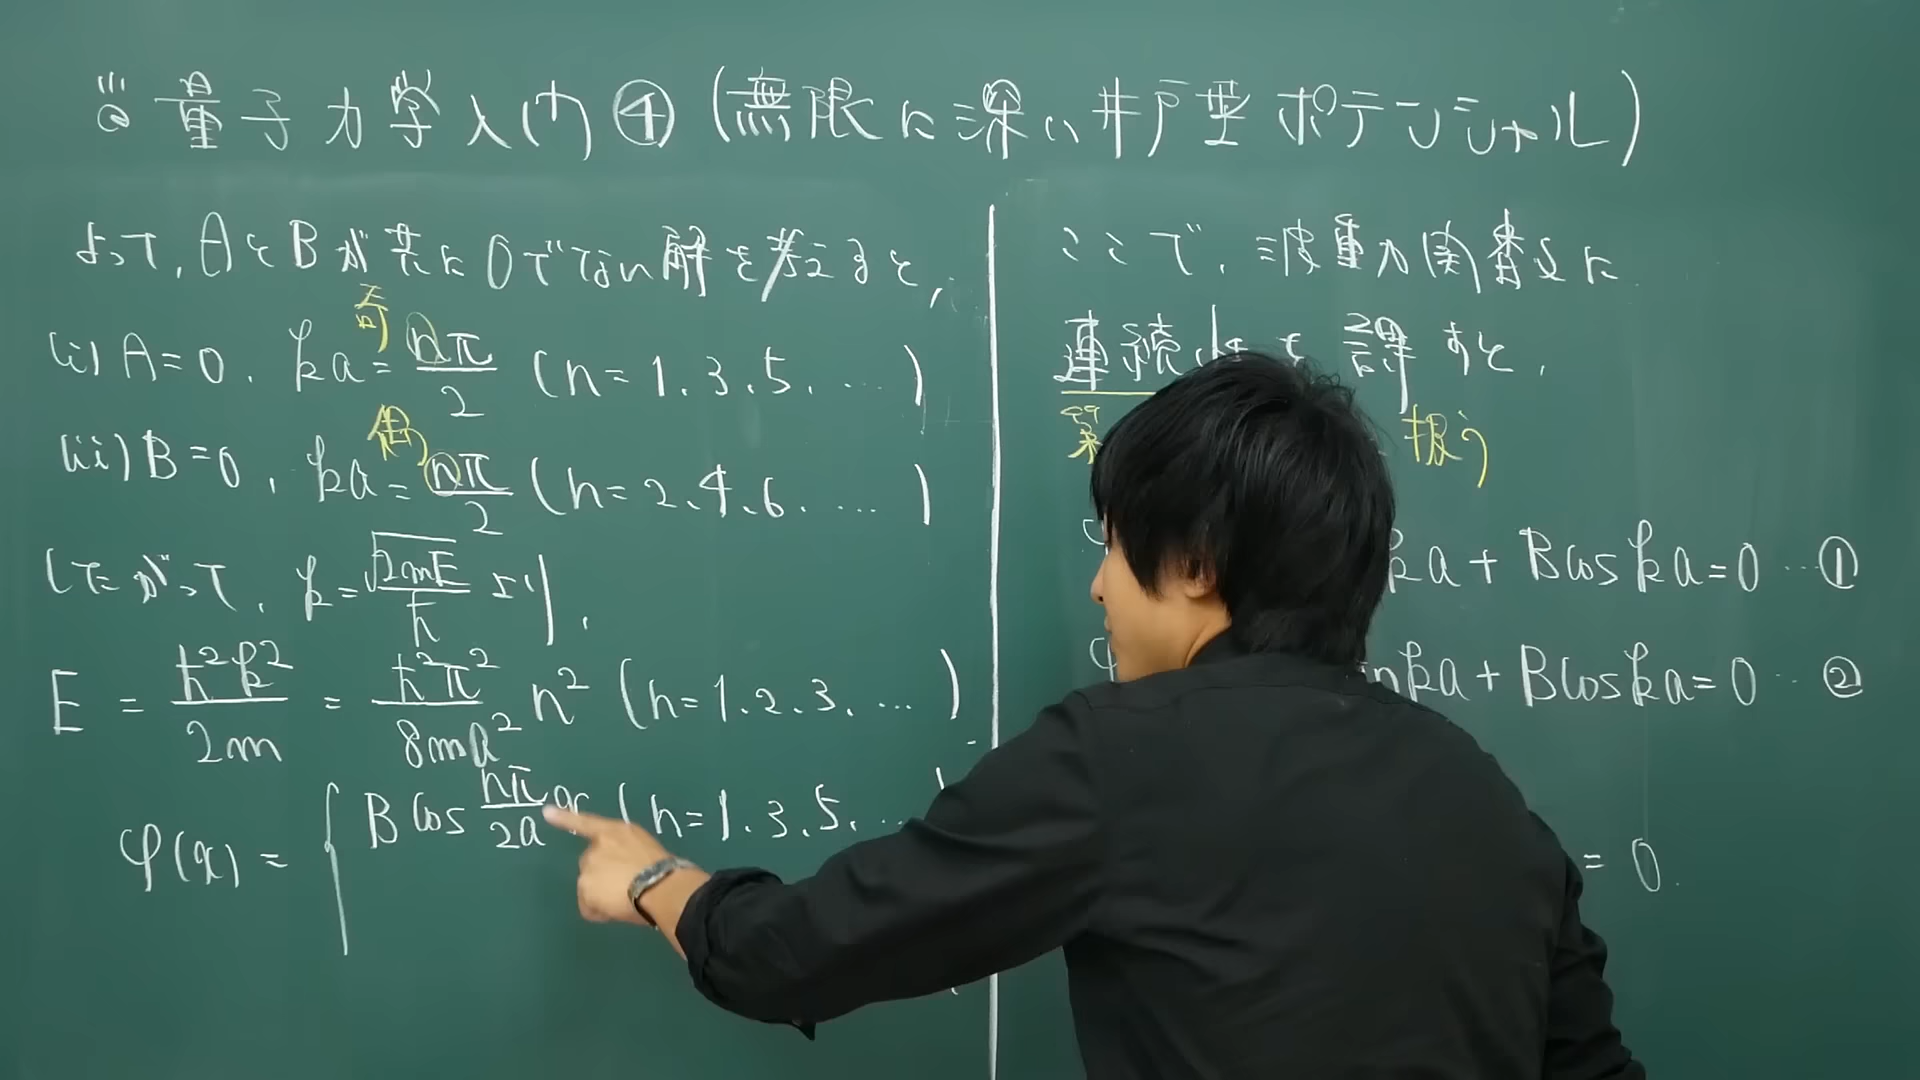 ◎量子力学入門④(無限に深い井戸型ポテンシャル)
よって,AとBが共に0でない解を考えると,
奇
(i) A=0, ka= nπ/2 (n=1.3.5.…)
偶
(ii) B=0, ka= nπ/2 (n=2.4.6.…)
したがって, k=√2mE/ħ より,
E = ħ²k²/2m = ħ²π²/8ma² n² (n=1.2.3.…)
φ(x) = { B cos nπ/2a x (n=1.3.5.…
ここで,波動関数に
連続性を課すと,
振う
ka + B cos ka = 0 …①
nka + B cos ka = 0 …②
= 0.